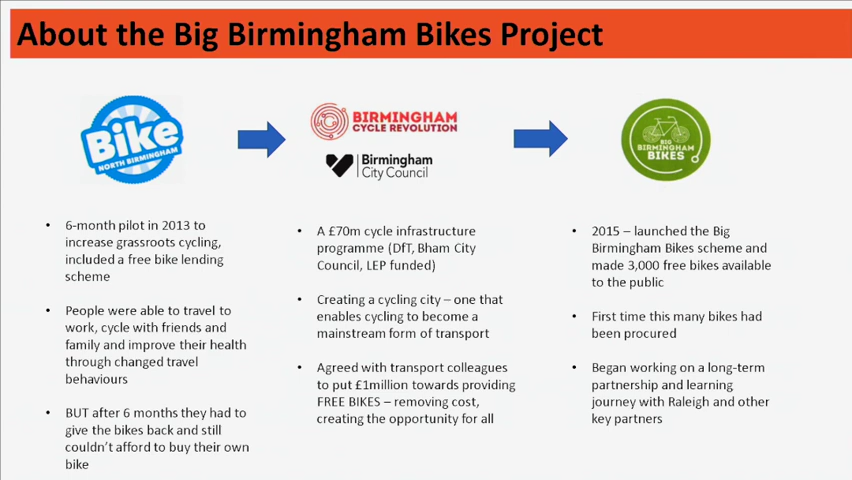 About the Big Birmingham Bikes Project
Bike
NORTH BIRMINGHAM
BIRMINGHAM
CYCLE REVOLUTION
Birmingham
City Council
BIG
BIRMINGHAM
BIKES
• 6-month pilot in 2013 to
increase grassroots cycling,
included a free bike lending
scheme
• People were able to travel to
work, cycle with friends and
family and improve their health
through changed travel
behaviours
• BUT after 6 months they had to
give the bikes back and still
couldn't afford to buy their own
bike
• A £70m cycle infrastructure
programme (DfT, Bham City
Council, LEP funded)
• Creating a cycling city – one that
enables cycling to become a
mainstream form of transport
• Agreed with transport colleagues
to put £1million towards providing
FREE BIKES – removing cost,
creating the opportunity for all
• 2015 – launched the Big
Birmingham Bikes scheme and
made 3,000 free bikes available
to the public
• First time this many bikes had
been procured
• Began working on a long-term
partnership and learning
journey with Raleigh and other
key partners